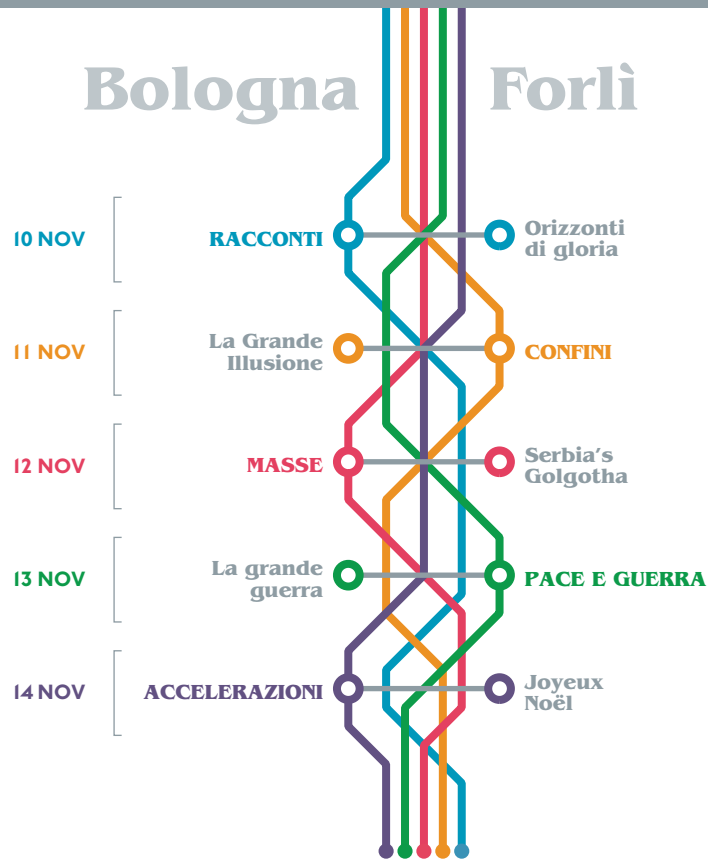 Bologna Forlì
10 NOV RACCONTI Orizzonti
di gloria
11 NOV La Grande
Illusione CONFINI
12 NOV MASSE Serbia's
Golgotha
13 NOV La grande
guerra PACE E GUERRA
14 NOV ACCELERAZIONI Joyeux
Noël